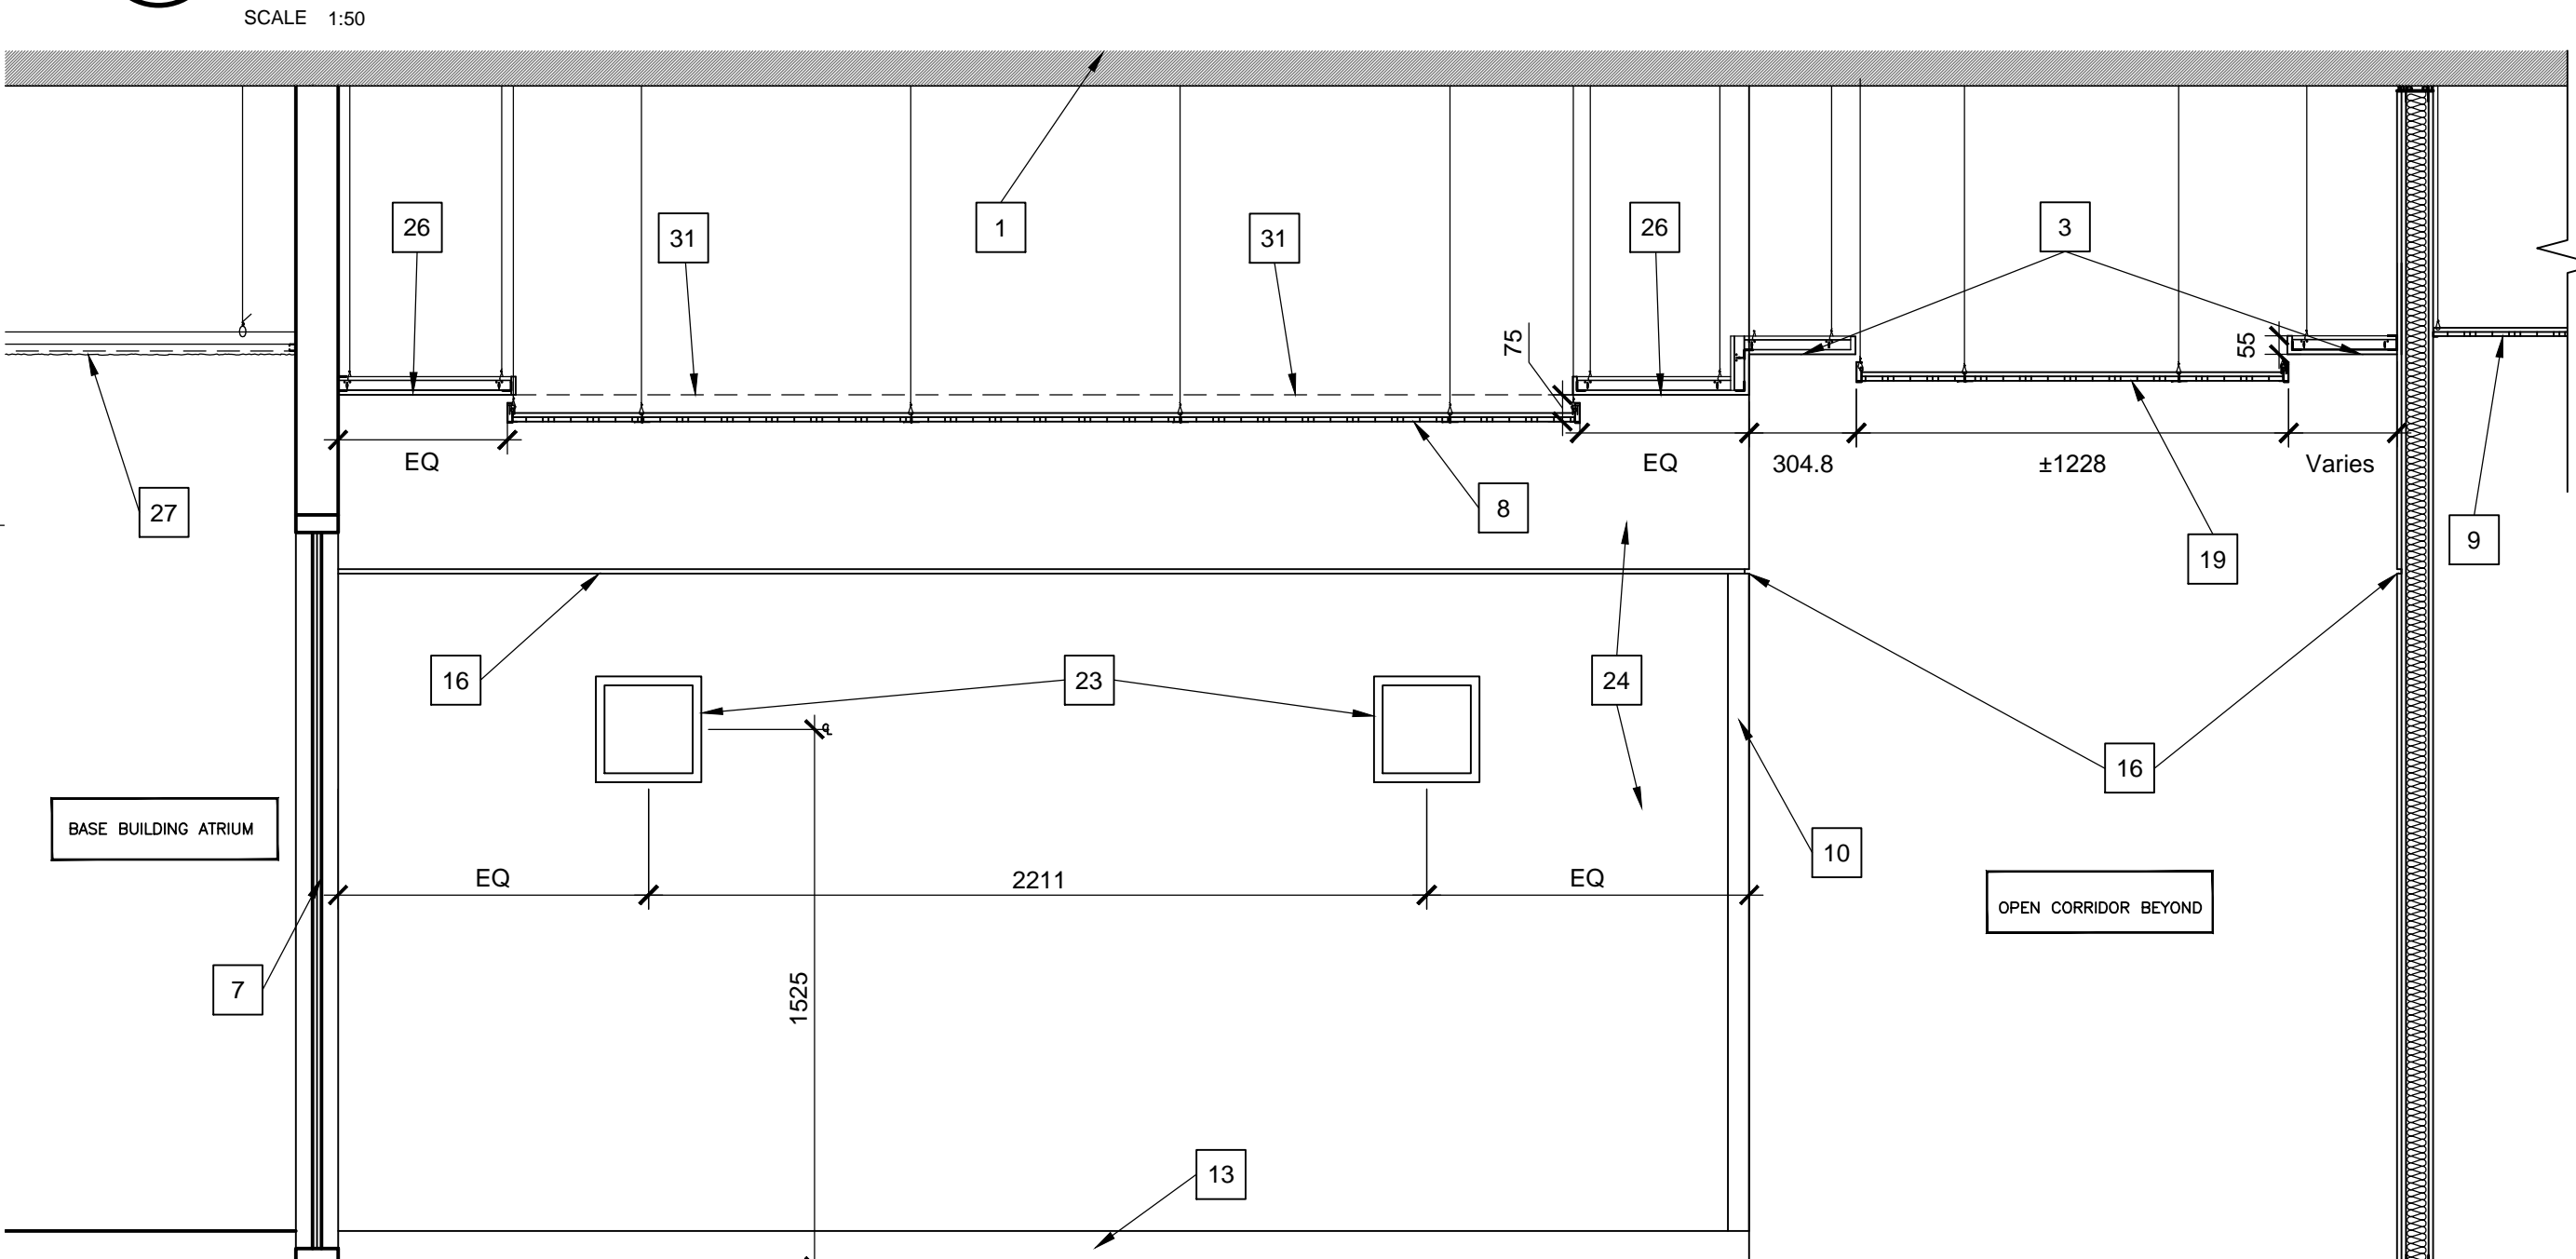 SCALE 1:50
1
26
31
31
26
3
75
55
EQ
EQ
304.8
±1228
Varies
27
8
9
19
16
23
24
16
BASE BUILDING ATRIUM
10
EQ
2211
EQ
OPEN CORRIDOR BEYOND
7
1525
13